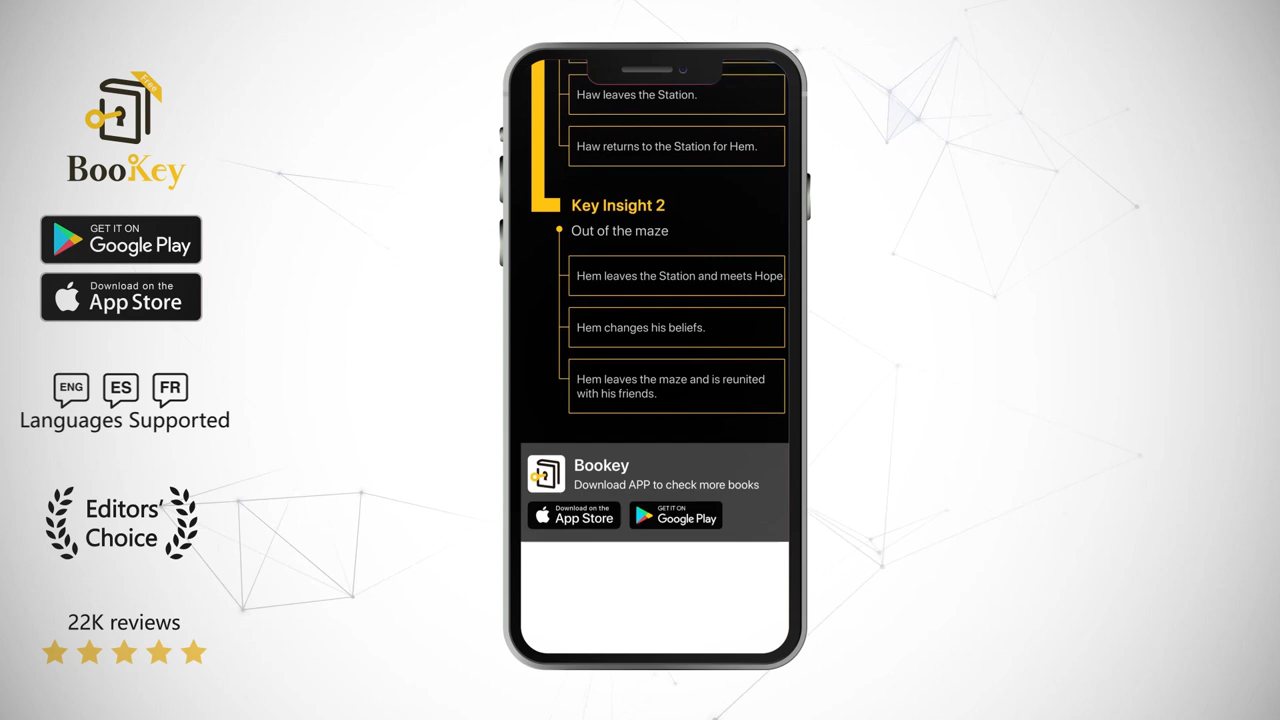 Free
BooKey
GET IT ON
Google Play
Download on the
App Store
ENG
ES
FR
Languages Supported
Editors'
Choice
22K reviews
Haw leaves the Station.
Haw returns to the Station for Hem.
Key Insight 2
Out of the maze
Hem leaves the Station and meets Hope.
Hem changes his beliefs.
Hem leaves the maze and is reunited
with his friends.
Bookey
Download APP to check more books
Download on the
App Store
GET IT ON
Google Play